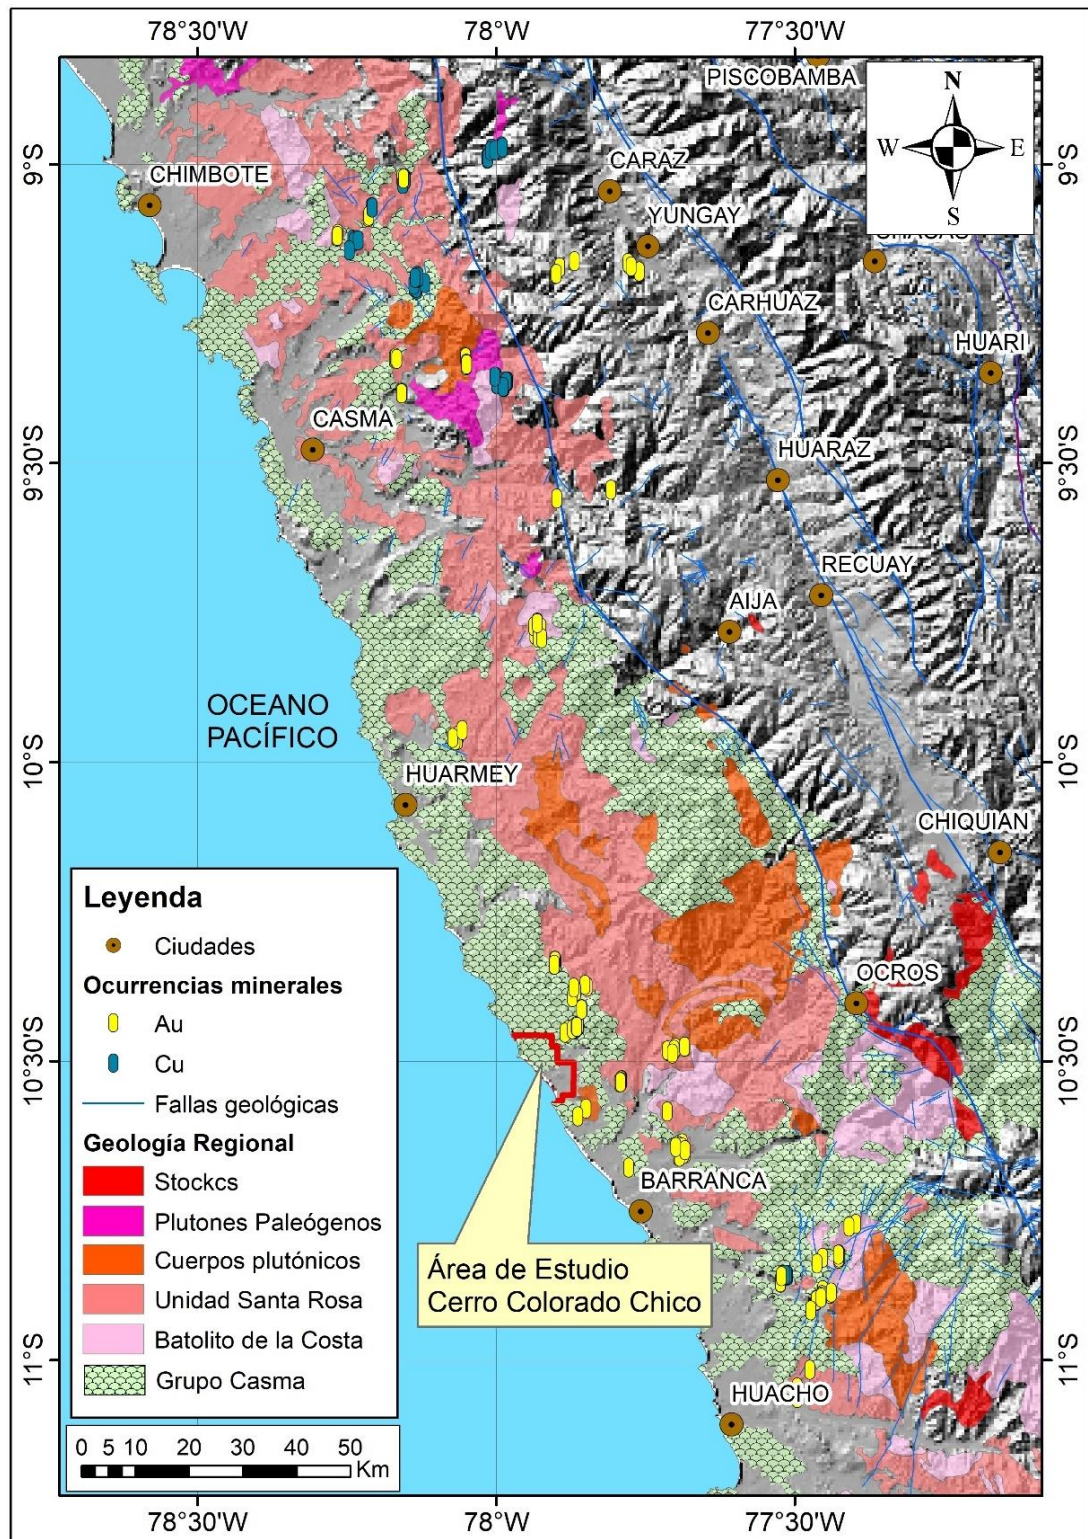 78°30'W
78°0'W
77°30'W
PISCOBAMBA
N
W
E
S
9°S
9°S
CHIMBOTE
CARAZ
YUNGAY
CARHUAZ
HUARI
CASMA
HUARAZ
9°30'S
9°30'S
RECUAY
AIJA
OCEANO
PACÍFICO
10°S
10°S
HUARMEY
CHIQUIAN
Leyenda
Ciudades
Ocurrencias minerales
Au
Cu
Fallas geológicas
Geología Regional
Stockcs
Plutones Paleógenos
Cuerpos plutónicos
Unidad Santa Rosa
Batolito de la Costa
Grupo Casma
OCROS
10°30'S
10°30'S
BARRANCA
Área de Estudio
Cerro Colorado Chico
11°S
11°S
HUACHO
0 5 10 20 30 40 50
Km
78°30'W
78°W
77°30'W